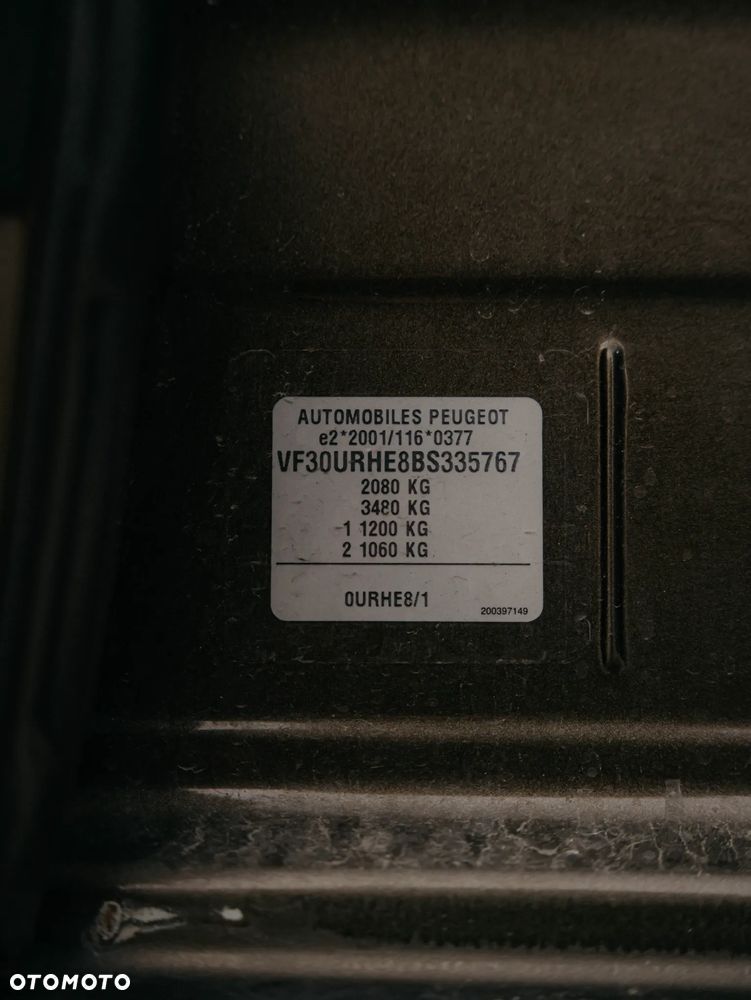 AUTOMOBILES PEUGEOT
e2*2001/116*0377
VF30URHE8BS335767
2080 KG
3480 KG
1 1200 KG
2 1060 KG
0URHE8/1
200397149
OTOMOTO